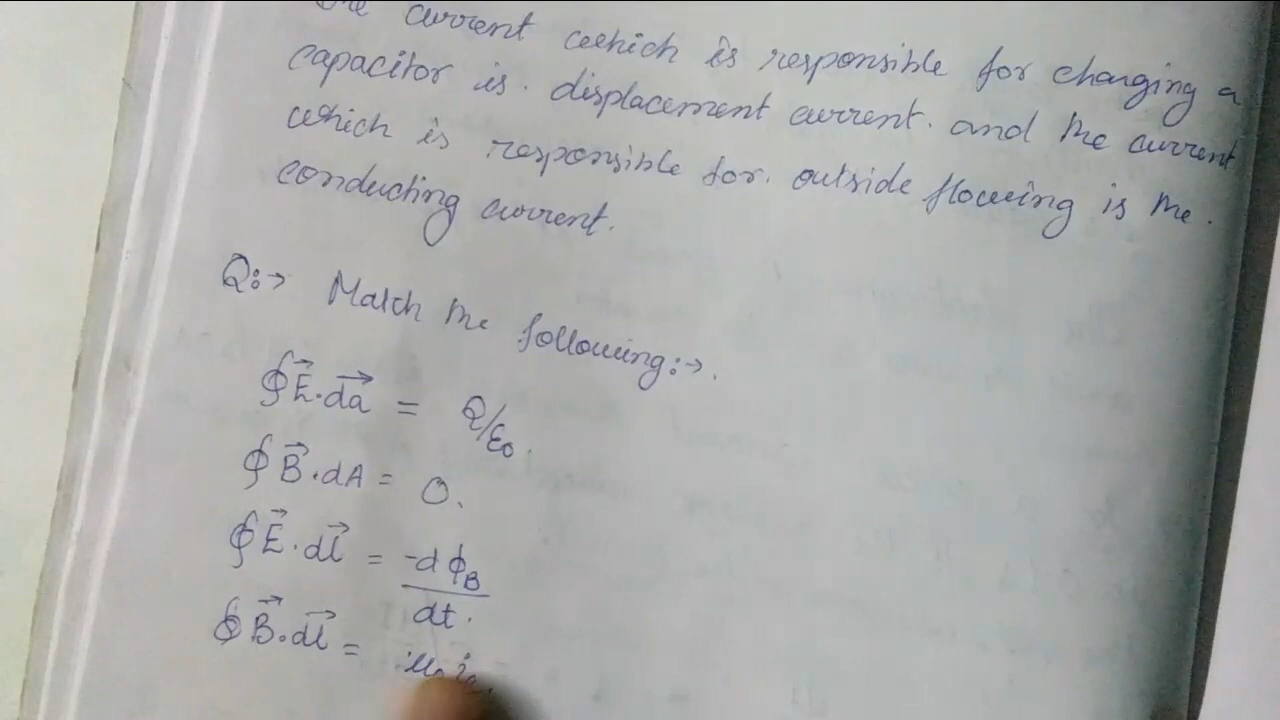 The current which is responsible for charging a
capacitor is. displacement current. and the current
which is responsible for. outside flowing is the.
conducting current.
Q:→ Match the following:→.
∮E⃗.da⃗ = Q/ε₀.
∮B⃗.dA = 0.
∮E⃗.dl⃗ = -dϕB/dt.
∮B⃗.dl⃗ =